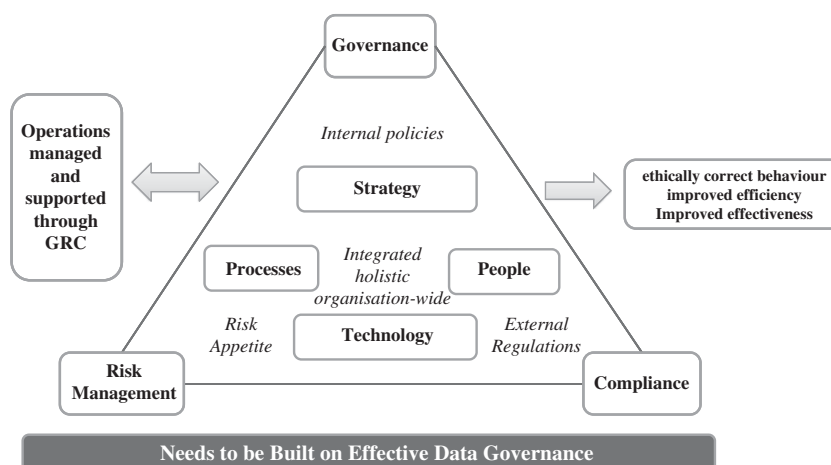 Governance
Operations
managed
and
supported
through
GRC
Internal policies
Strategy
ethically correct behaviour
improved efficiency
Improved effectiveness
Processes
Integrated
holistic
organisation-wide
People
Risk
Appetite
Technology
External
Regulations
Risk
Management
Compliance
Needs to be Built on Effective Data Governance